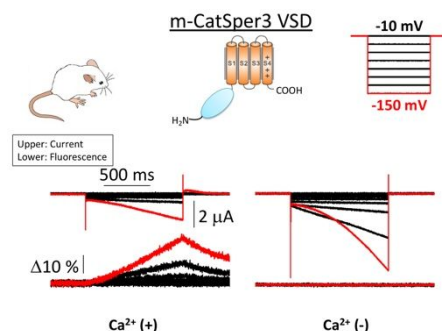 m-CatSper3 VSD
-10 mV
S1 S2 S3 S4
+
+
+
COOH
H₂N
-150 mV
Upper: Current
Lower: Fluorescence
500 ms
2 μA
Δ10 %
Ca²⁺ (+)
Ca²⁺ (-)